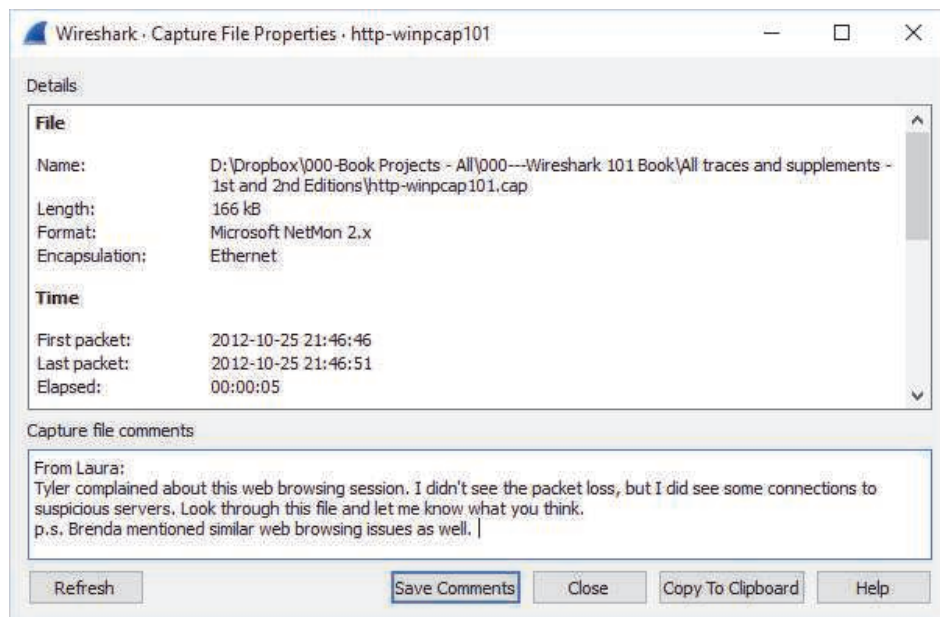 Wireshark · Capture File Properties · http-winpcap101
Details
File
Name: D:\Dropbox\000-Book Projects - All\000---Wireshark 101 Book\All traces and supplements -
1st and 2nd Editions\http-winpcap101.cap
Length: 166 kB
Format: Microsoft NetMon 2.x
Encapsulation: Ethernet
Time
First packet: 2012-10-25 21:46:46
Last packet: 2012-10-25 21:46:51
Elapsed: 00:00:05
Capture file comments
From Laura:
Tyler complained about this web browsing session. I didn't see the packet loss, but I did see some connections to
suspicious servers. Look through this file and let me know what you think.
p.s. Brenda mentioned similar web browsing issues as well.
Refresh Save Comments Close Copy To Clipboard Help